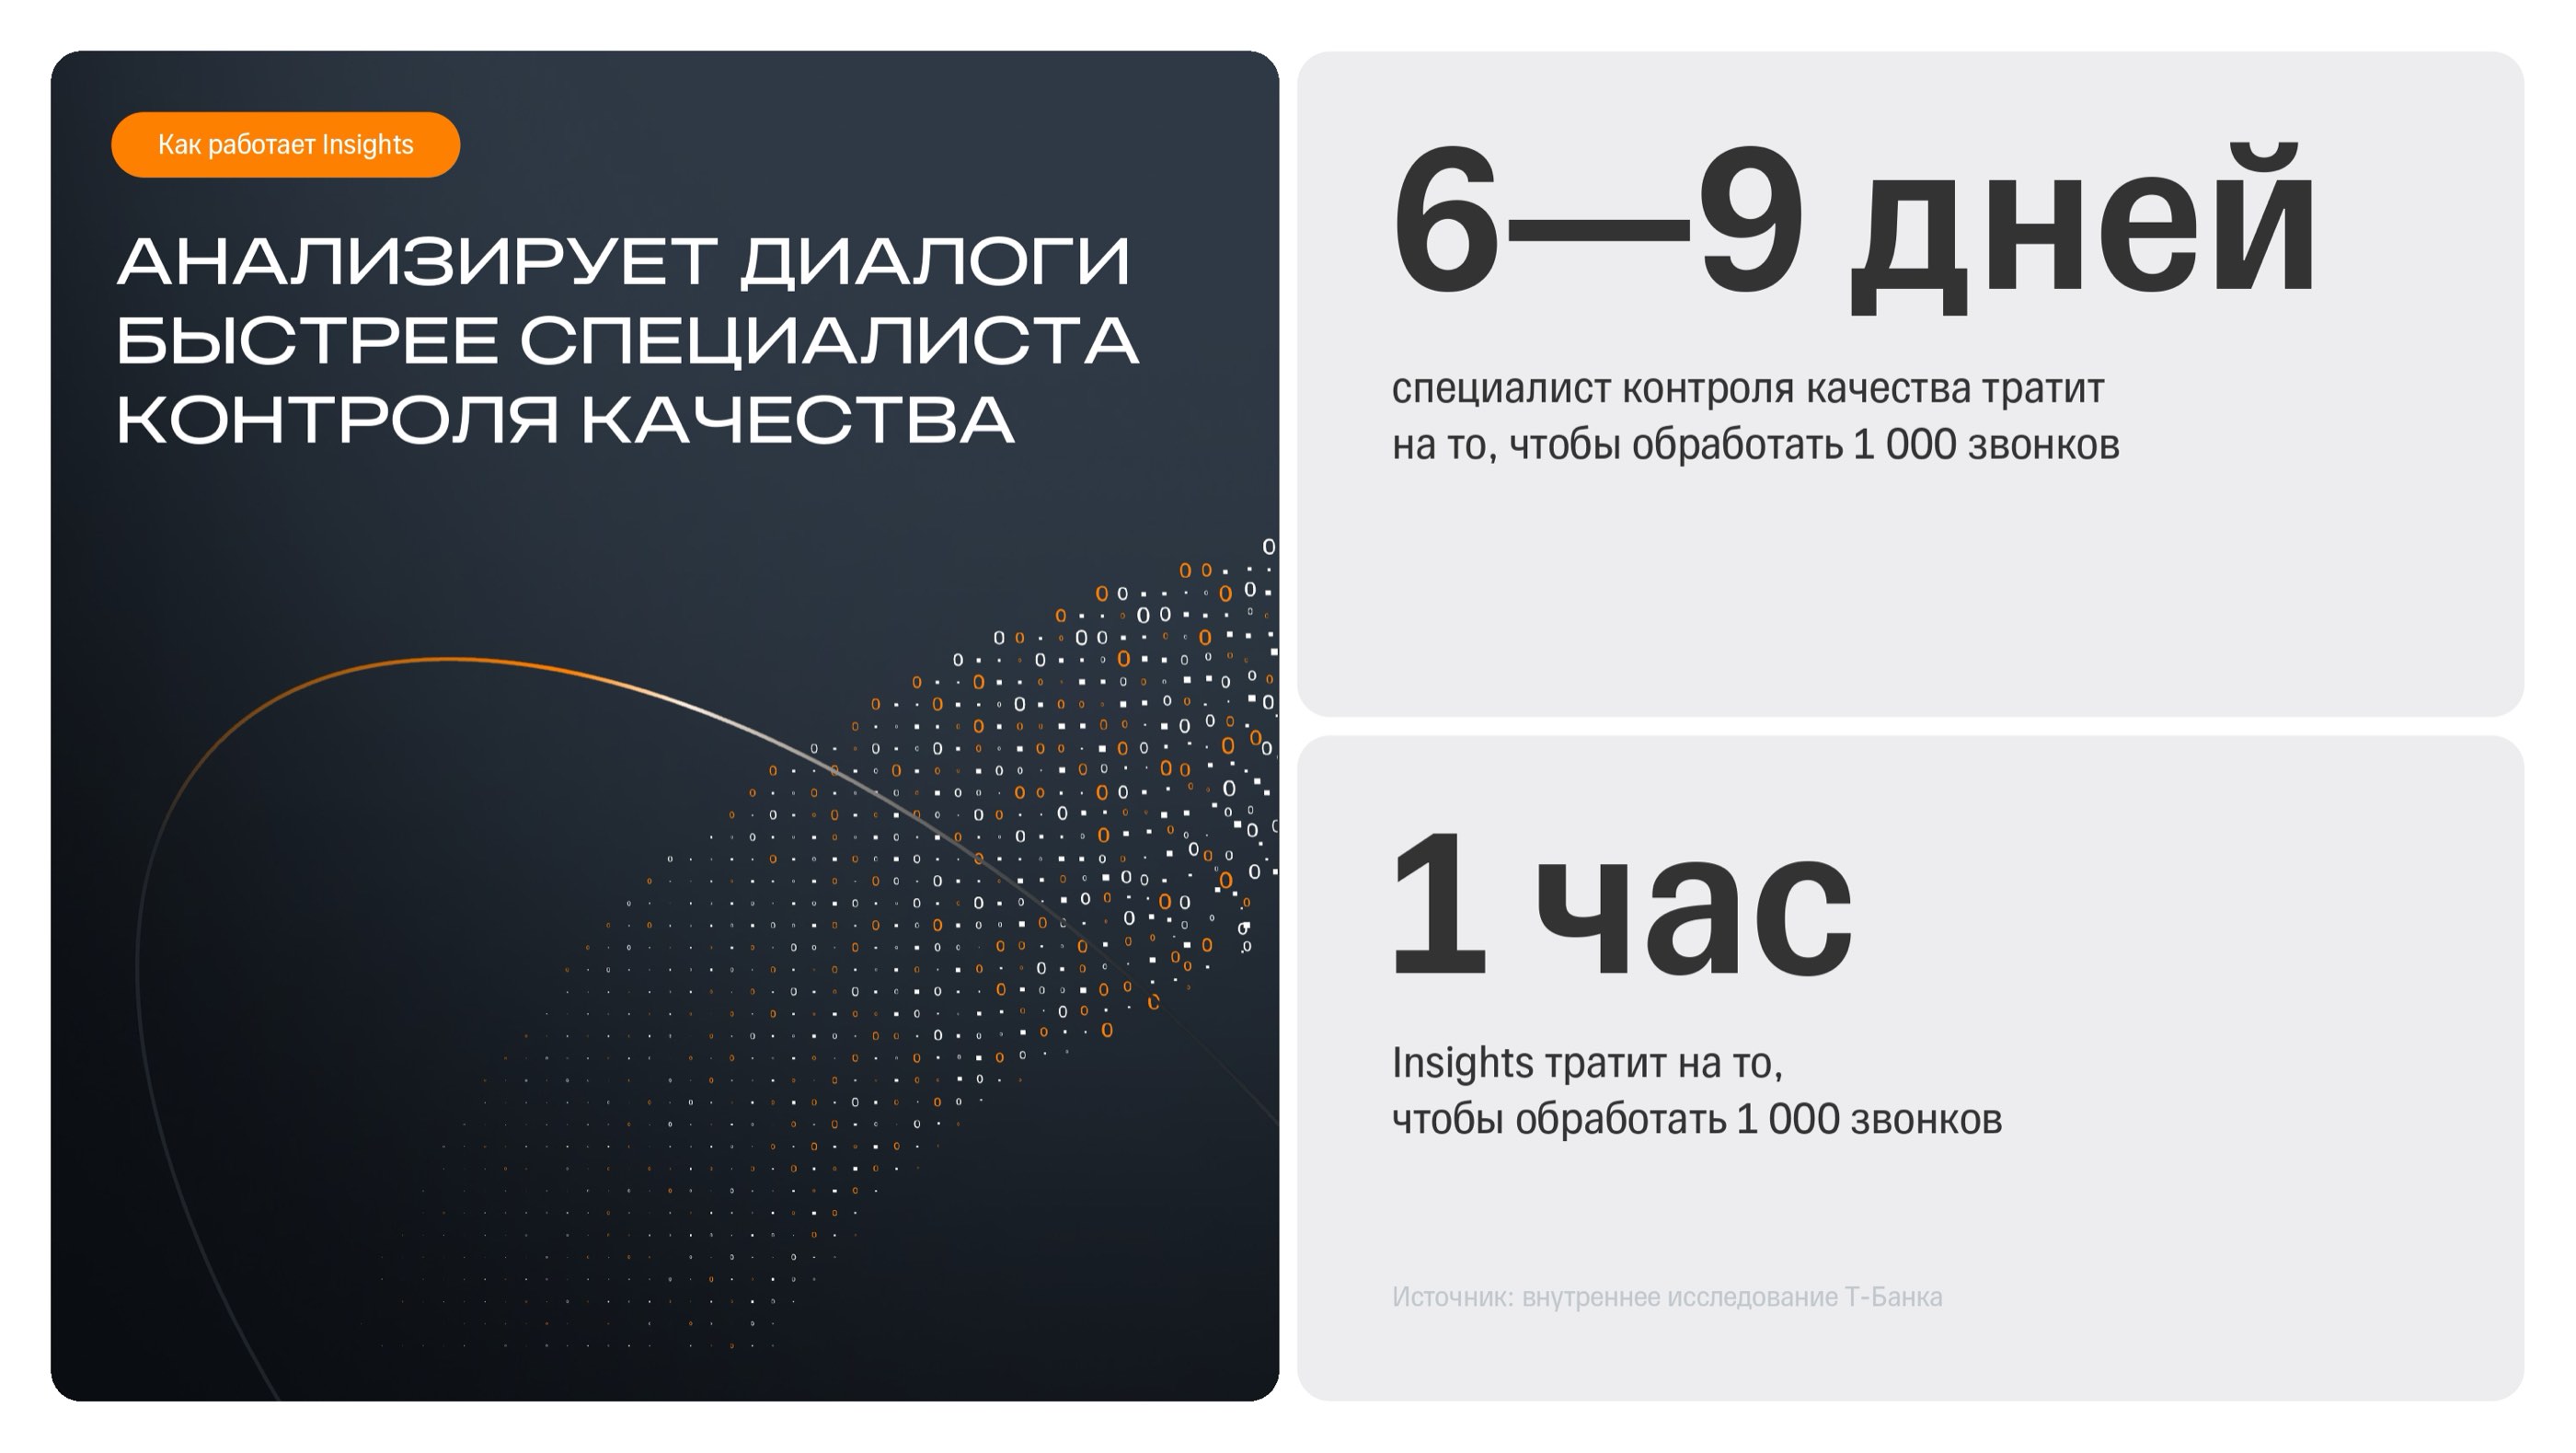 Как работает Insights
АНАЛИЗИРУЕТ ДИАЛОГИ
БЫСТРЕЕ СПЕЦИАЛИСТА
КОНТРОЛЯ КАЧЕСТВА
6—9 дней
специалист контроля качества тратит
на то, чтобы обработать 1 000 звонков
1 час
Insights тратит на то,
чтобы обработать 1 000 звонков
Источник: внутреннее исследование Т-Банка